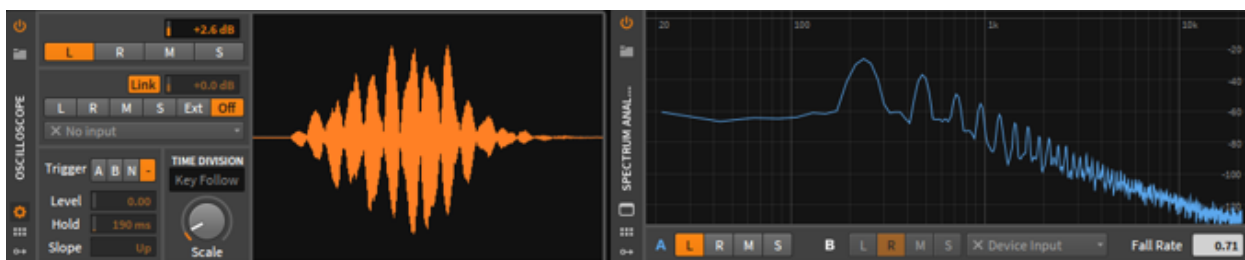 OSCILLOSCOPE
+2.6 dB
L R M S
Link +0.0 dB
L R M S Ext Off
× No input
Trigger A B N -
Level 0.00
Hold 190 ms
Slope Up
TIME DIVISION
Key Follow
Scale
SPECTRUM ANAL...
20 100 1k 10k
-20
-40
-60
-80
-100
-120
A L R M S B L R M S × Device Input Fall Rate 0.71